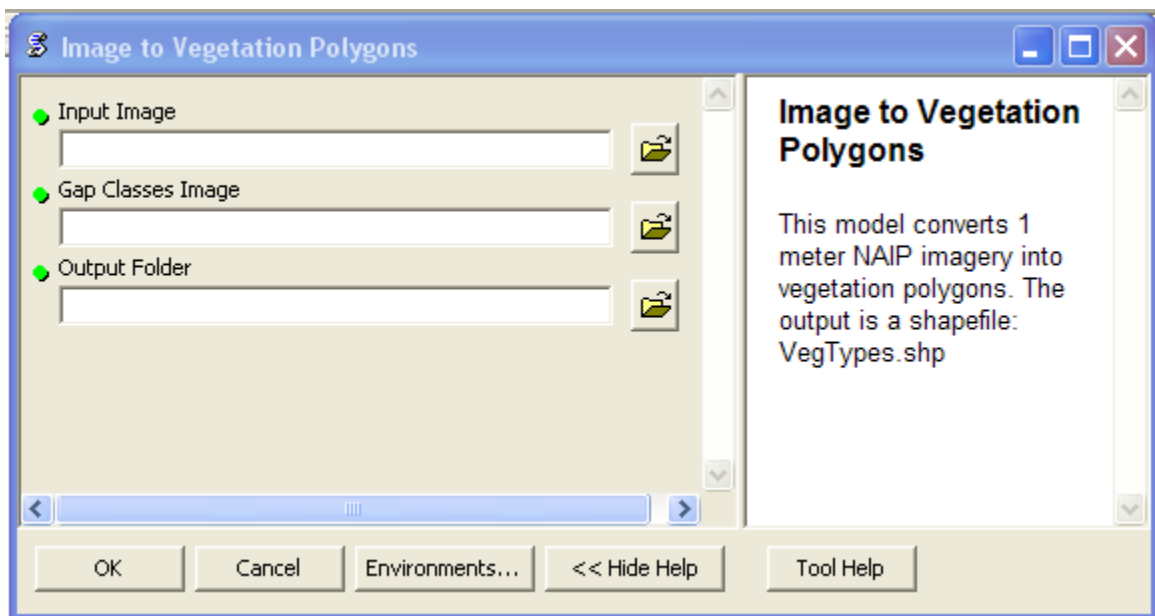 Image to Vegetation Polygons
Input Image
Gap Classes Image
Output Folder
Image to Vegetation
Polygons
This model converts 1
meter NAIP imagery into
vegetation polygons. The
output is a shapefile:
VegTypes.shp
OK
Cancel
Environments...
<< Hide Help
Tool Help